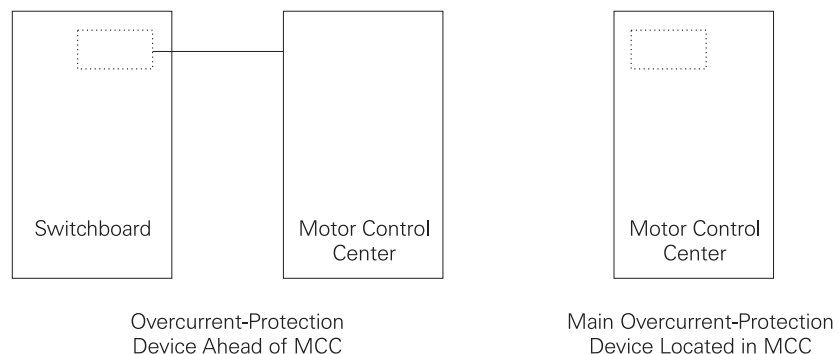 Switchboard
Motor Control
Center
Motor Control
Center
Overcurrent-Protection
Device Ahead of MCC
Main Overcurrent-Protection
Device Located in MCC